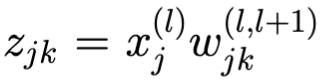 z_{jk} = x_j^{(l)} w_{jk}^{(l,l+1)}